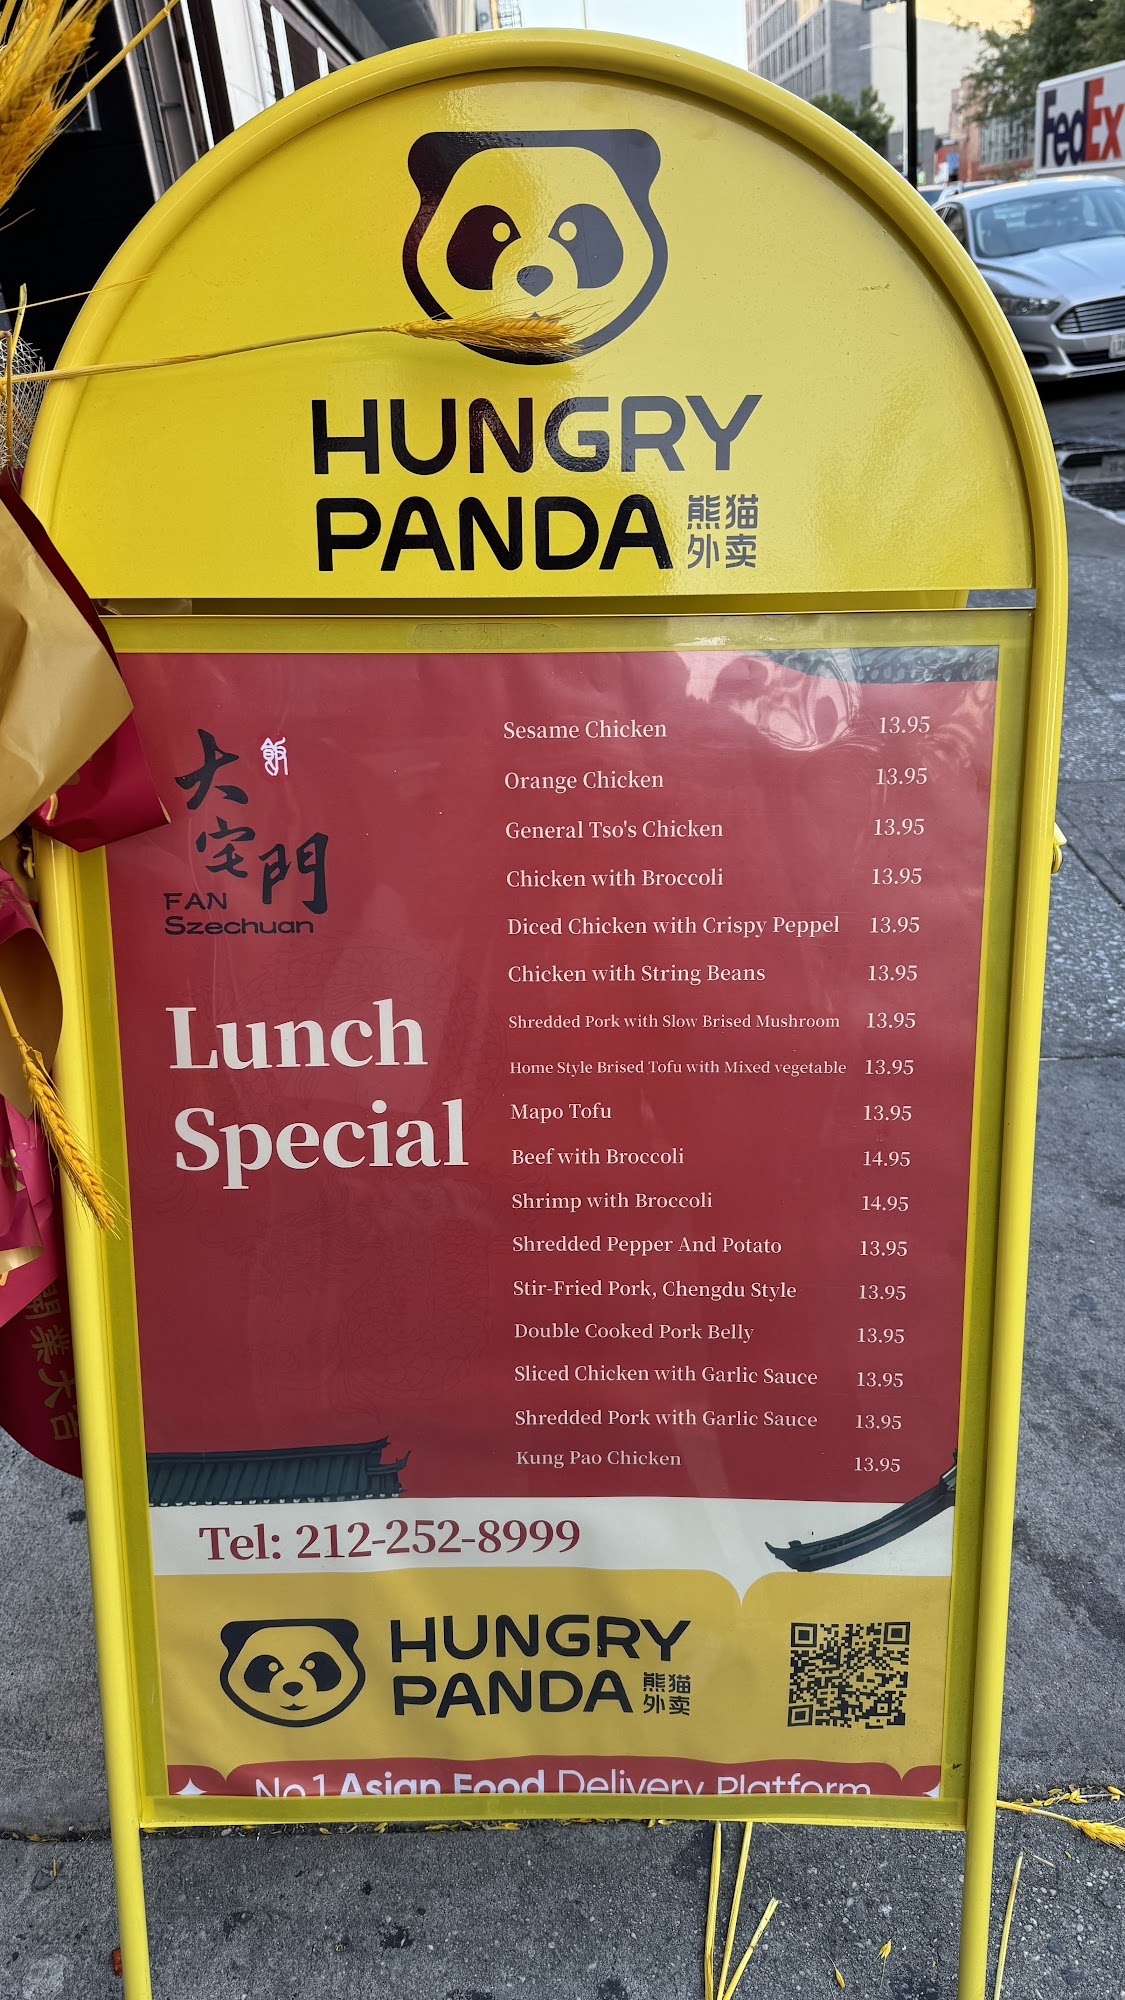 FedEx
HUNGRY
PANDA 熊猫
外卖
大宅門
飯
FAN
Szechuan
Lunch
Special
Sesame Chicken 13.95
Orange Chicken 13.95
General Tso's Chicken 13.95
Chicken with Broccoli 13.95
Diced Chicken with Crispy Peppel 13.95
Chicken with String Beans 13.95
Shredded Pork with Slow Brised Mushroom 13.95
Home Style Brised Tofu with Mixed vegetable 13.95
Mapo Tofu 13.95
Beef with Broccoli 14.95
Shrimp with Broccoli 14.95
Shredded Pepper And Potato 13.95
Stir-Fried Pork, Chengdu Style 13.95
Double Cooked Pork Belly 13.95
Sliced Chicken with Garlic Sauce 13.95
Shredded Pork with Garlic Sauce 13.95
Kung Pao Chicken 13.95
開業大吉
Tel: 212-252-8999
HUNGRY
PANDA 熊猫
外卖
No.1 Asian Food Delivery Platform